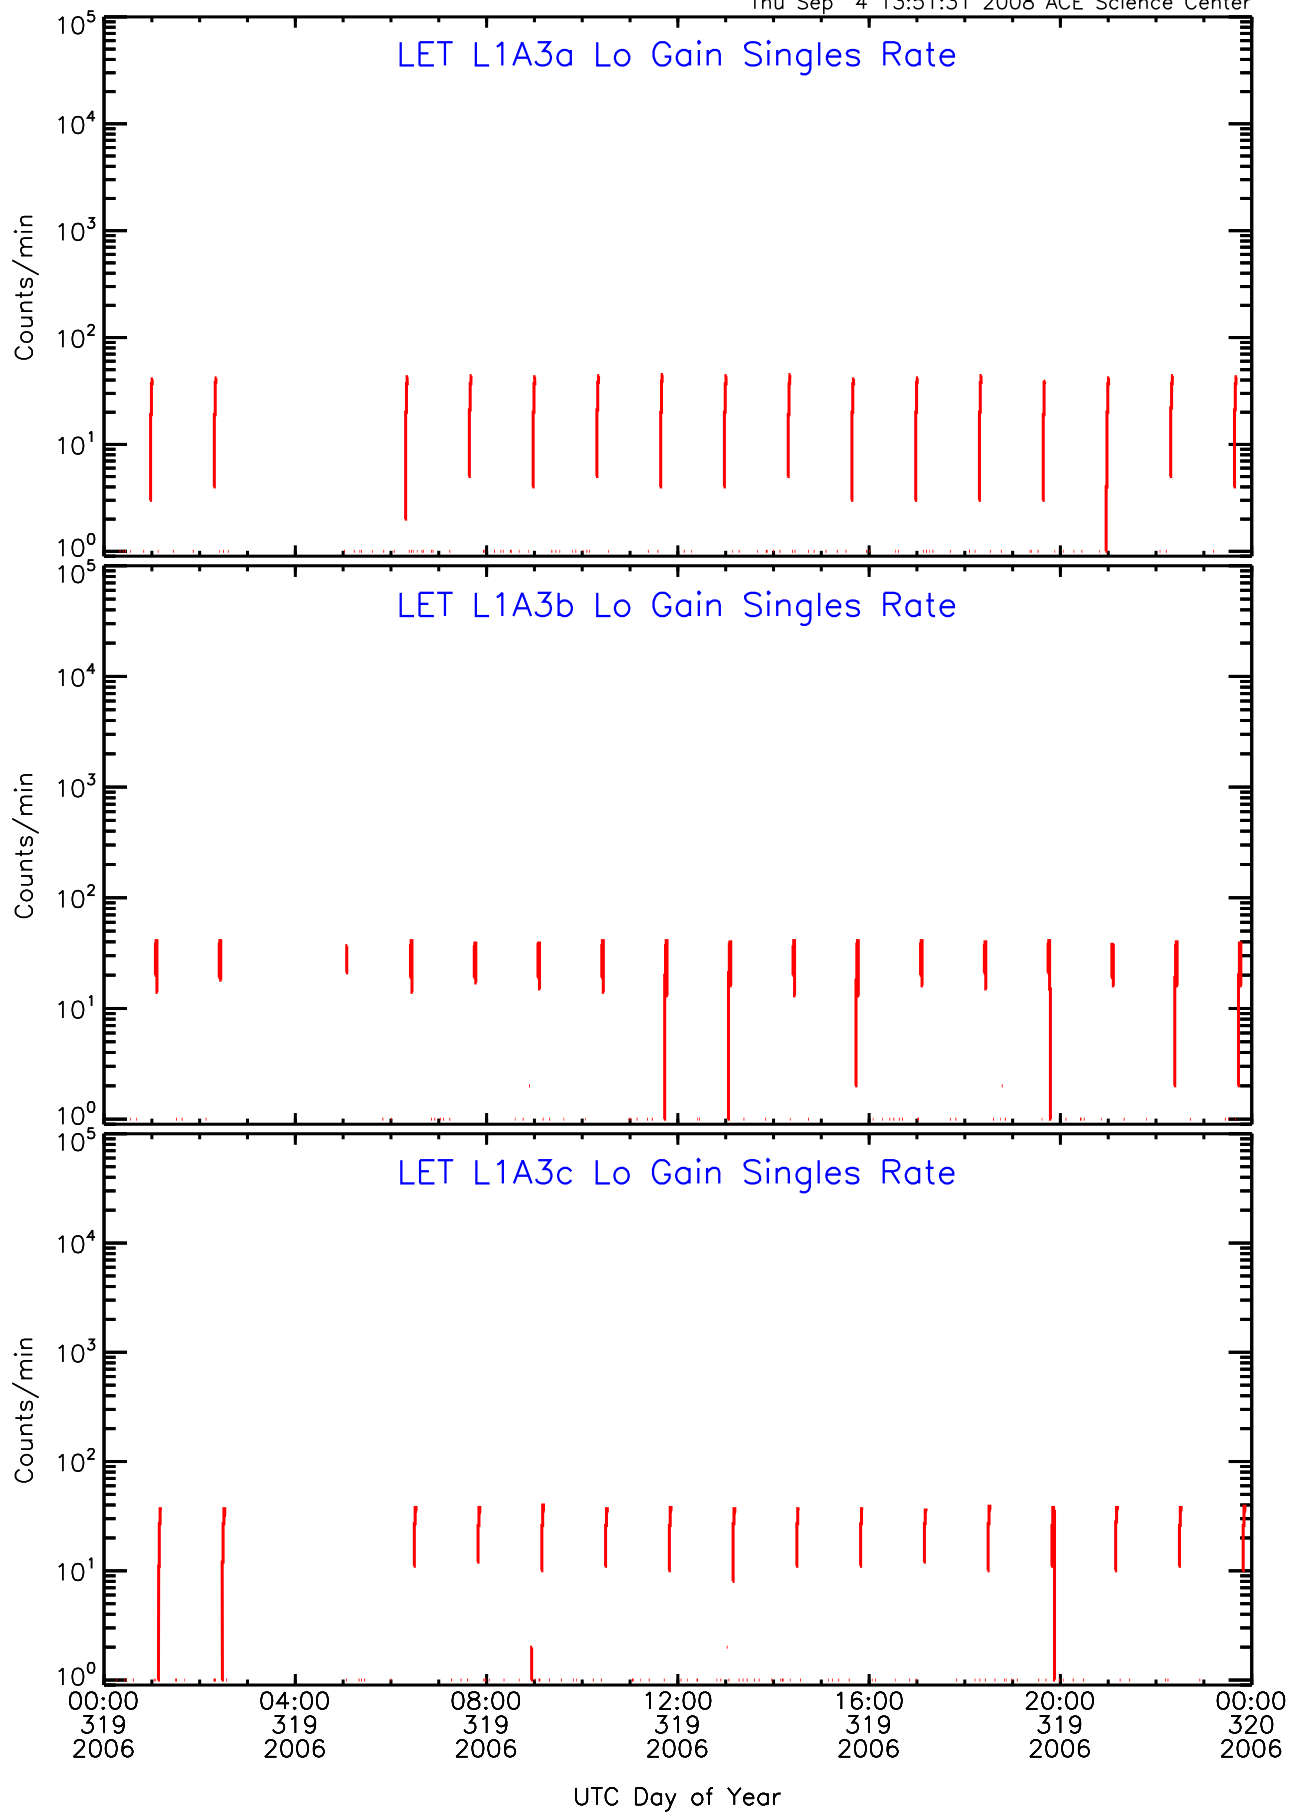 Thu Sep 4 13:51:31 2008 ACE Science Center
LET L1A3a Lo Gain Singles Rate
10^5
10^4
10^3
10^2
10^1
10^0
Counts/min
LET L1A3b Lo Gain Singles Rate
10^5
10^4
10^3
10^2
10^1
10^0
Counts/min
LET L1A3c Lo Gain Singles Rate
10^5
10^4
10^3
10^2
10^1
10^0
Counts/min
00:00 04:00 08:00 12:00 16:00 20:00 00:00
319 319 319 319 319 319 320
2006 2006 2006 2006 2006 2006 2006
UTC Day of Year